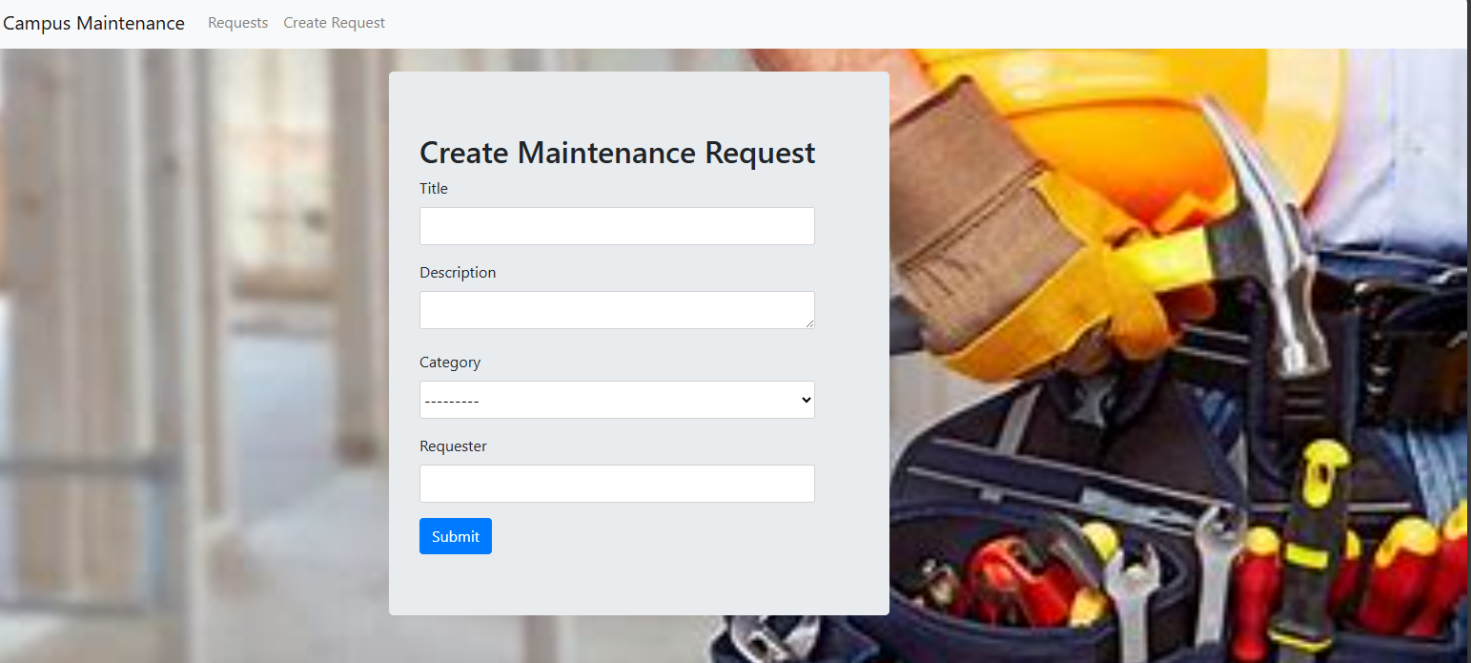 Campus Maintenance Requests Create Request
Create Maintenance Request
Title
Description
Category
---------
Requester
Submit